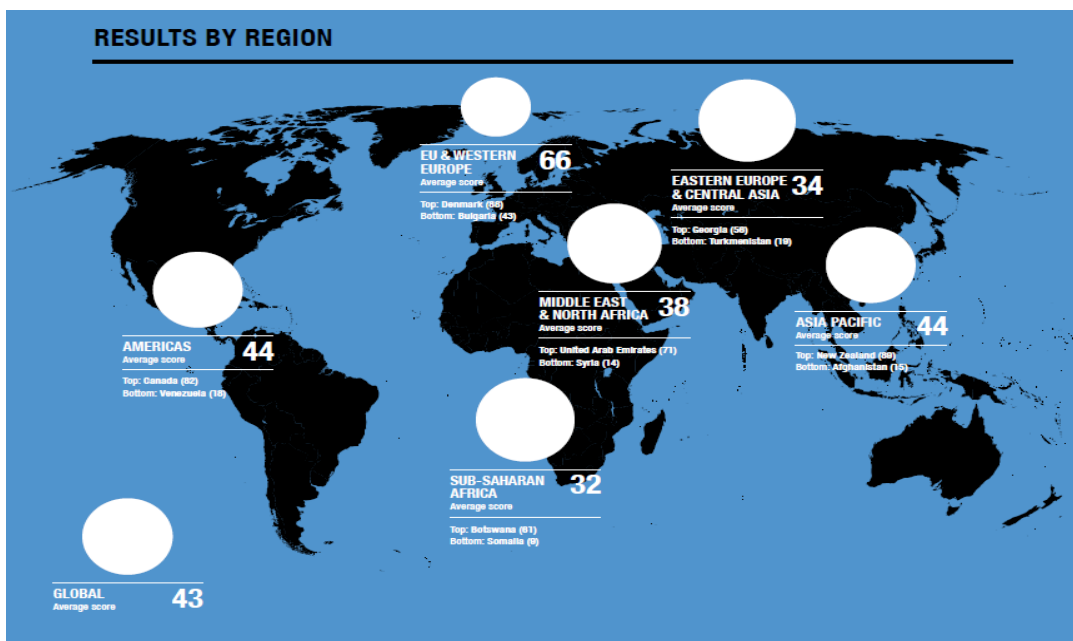 RESULTS BY REGION
EU & WESTERN
EUROPE
66
Average score
Top: Denmark (88)
Bottom: Bulgaria (43)
EASTERN EUROPE
& CENTRAL ASIA
34
Average score
Top: Georgia (56)
Bottom: Turkmenistan (19)
MIDDLE EAST
& NORTH AFRICA
38
Average score
Top: United Arab Emirates (71)
Bottom: Syria (14)
ASIA PACIFIC
44
Average score
Top: New Zealand (89)
Bottom: Afghanistan (15)
AMERICAS
44
Average score
Top: Canada (82)
Bottom: Venezuela (18)
SUB-SAHARAN
AFRICA
32
Average score
Top: Botswana (61)
Bottom: Somalia (9)
GLOBAL
43
Average score